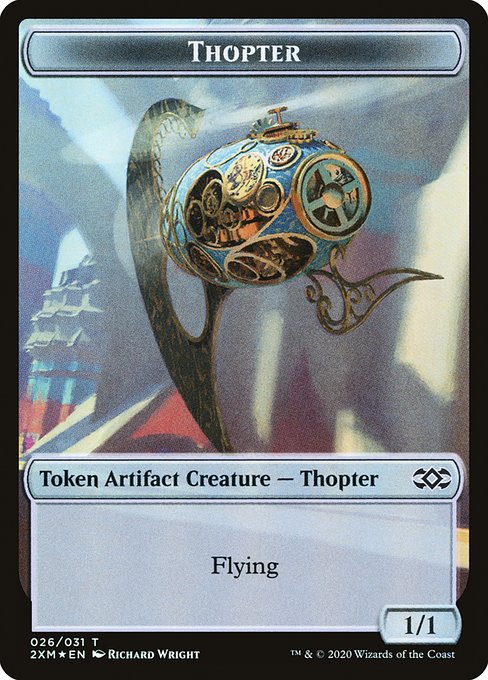 Thopter
Token Artifact Creature — Thopter
Flying
1/1
026/031 T
2XM★EN Richard Wright
™ & © 2020 Wizards of the Coast